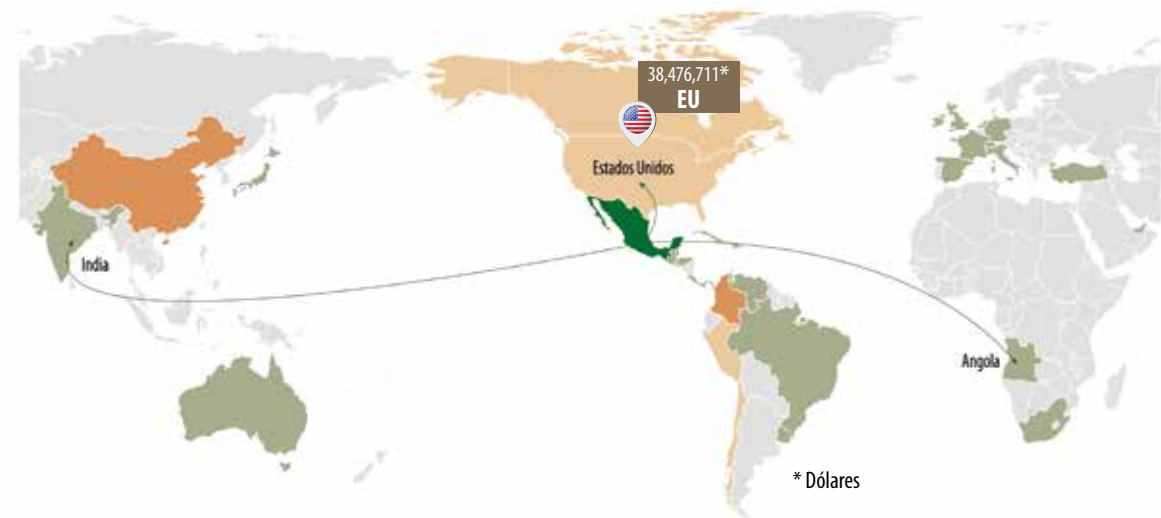 38,476,711*
EU
Estados Unidos
India
Angola
* Dólares